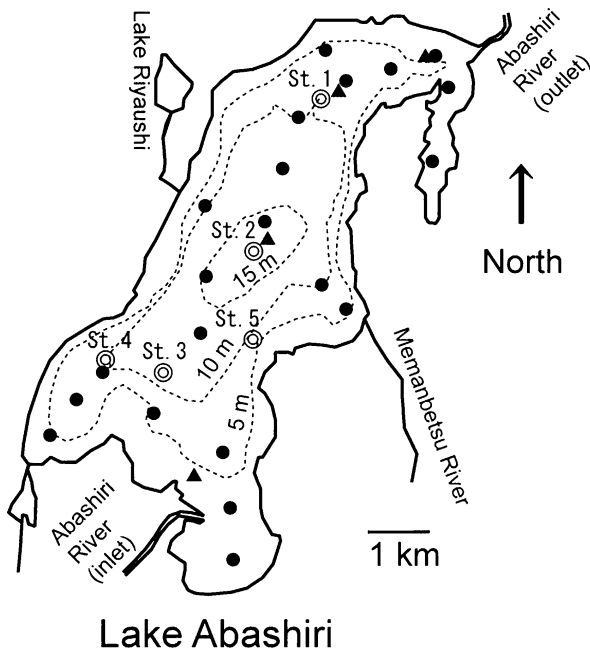 Lake Riyaushi
St. 1
Abashiri
River
(outlet)
North
St. 2
15 m
St. 5
St. 4
St. 3
10 m
5 m
Memanbetsu River
Abashiri
River
(inlet)
1 km
Lake Abashiri